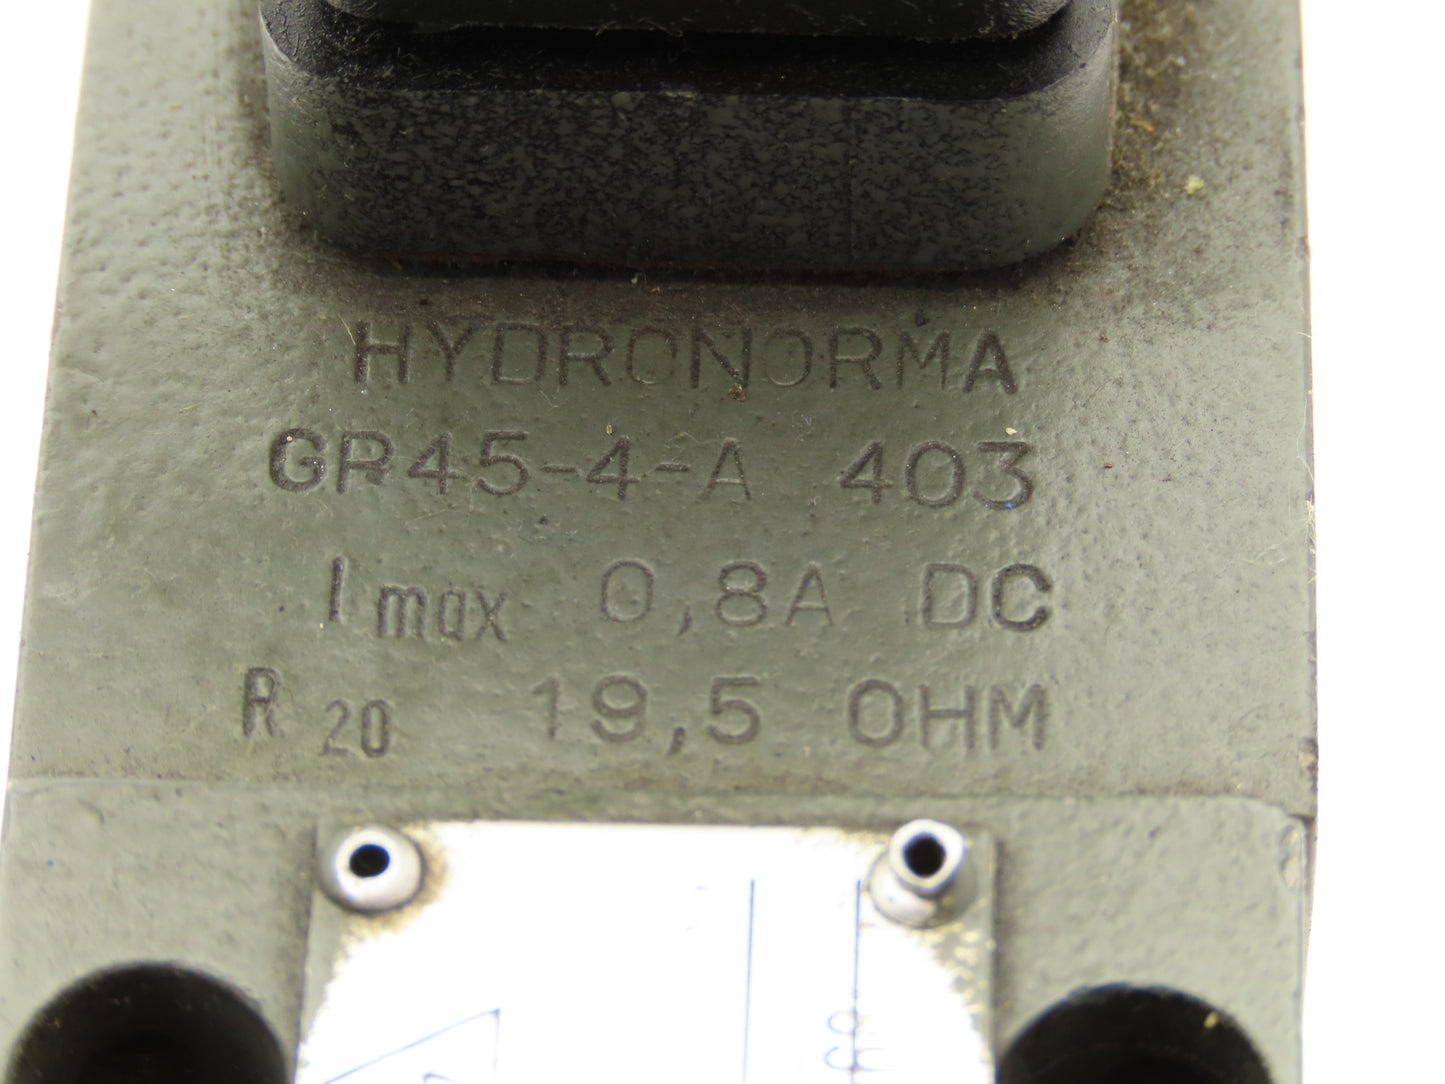 HYDRONORMA
GR45-4-A 403
I max 0,8A DC
R 20 19,5 OHM